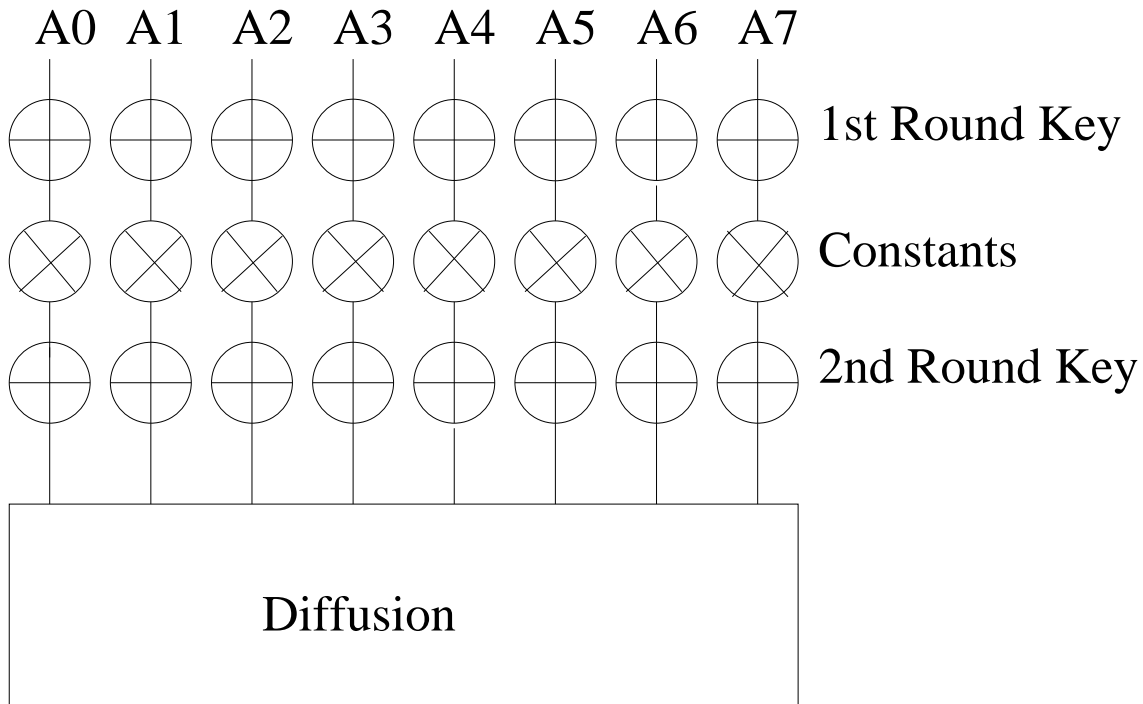 A0 A1 A2 A3 A4 A5 A6 A7
1st Round Key
Constants
2nd Round Key
Diffusion